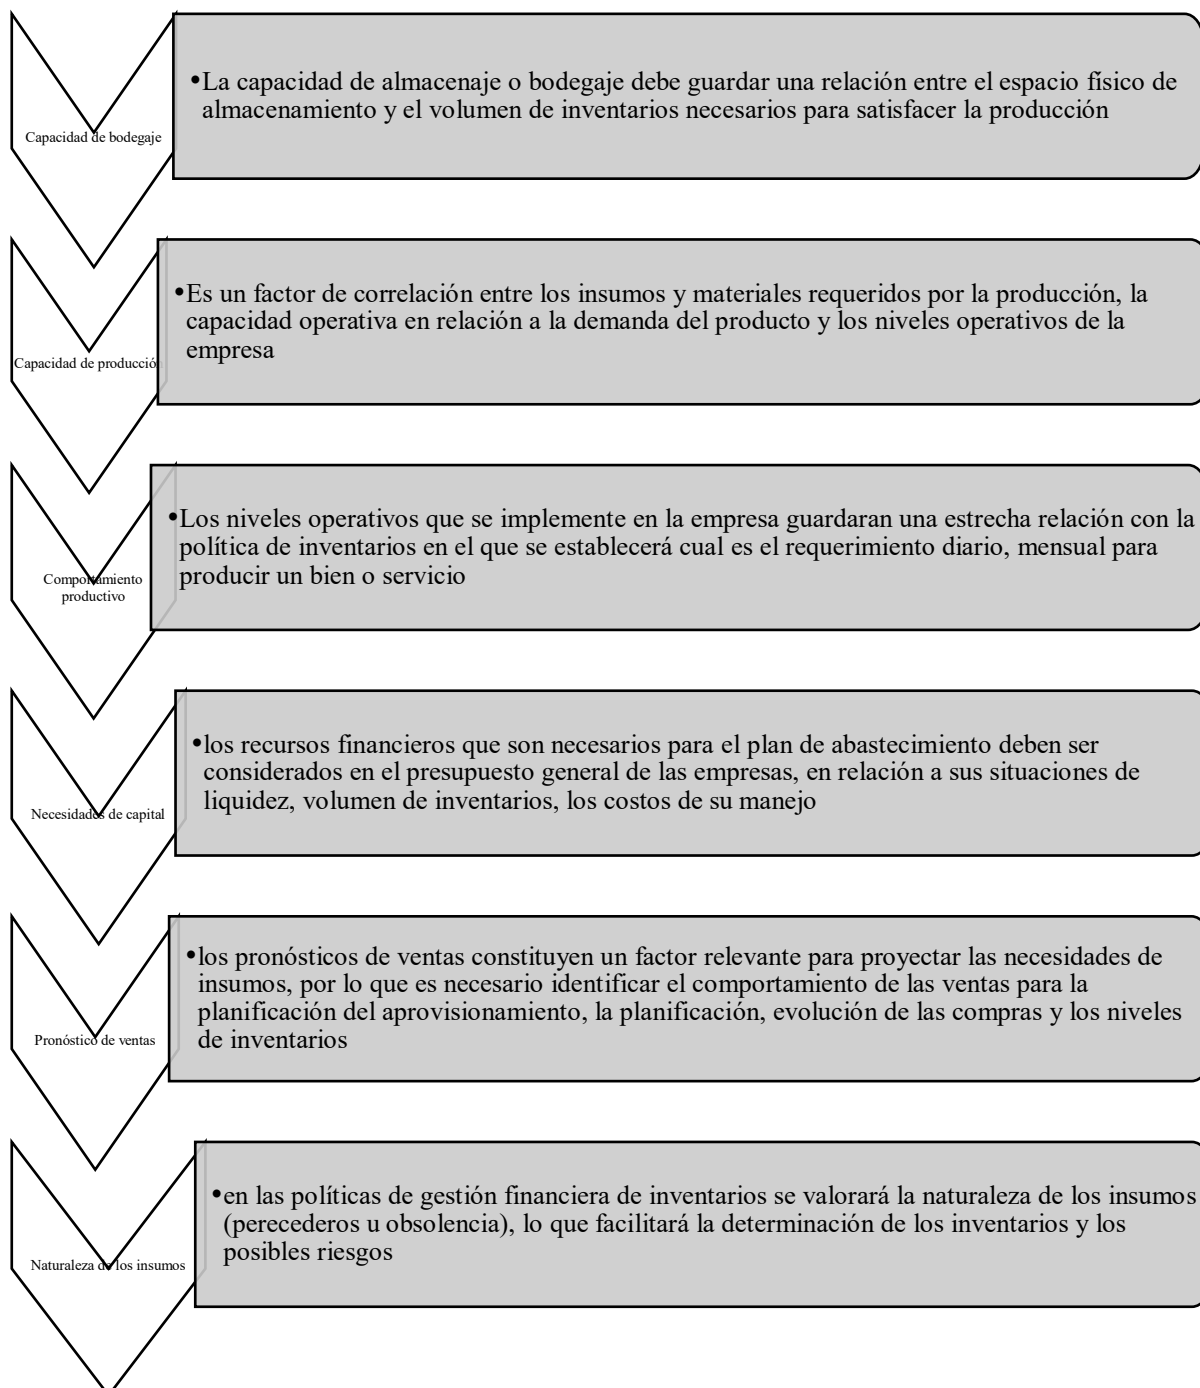 Capacidad de bodegaje
•La capacidad de almacenaje o bodegaje debe guardar una relación entre el espacio físico de
almacenamiento y el volumen de inventarios necesarios para satisfacer la producción
Capacidad de producción
•Es un factor de correlación entre los insumos y materiales requeridos por la producción, la
capacidad operativa en relación a la demanda del producto y los niveles operativos de la
empresa
Comportamiento
productivo
•Los niveles operativos que se implemente en la empresa guardaran una estrecha relación con la
política de inventarios en el que se establecerá cual es el requerimiento diario, mensual para
producir un bien o servicio
Necesidades de capital
•los recursos financieros que son necesarios para el plan de abastecimiento deben ser
considerados en el presupuesto general de las empresas, en relación a sus situaciones de
liquidez, volumen de inventarios, los costos de su manejo
Pronóstico de ventas
•los pronósticos de ventas constituyen un factor relevante para proyectar las necesidades de
insumos, por lo que es necesario identificar el comportamiento de las ventas para la
planificación del aprovisionamiento, la planificación, evolución de las compras y los niveles
de inventarios
Naturaleza de los insumos
•en las políticas de gestión financiera de inventarios se valorará la naturaleza de los insumos
(perecederos u obsolencia), lo que facilitará la determinación de los inventarios y los
posibles riesgos